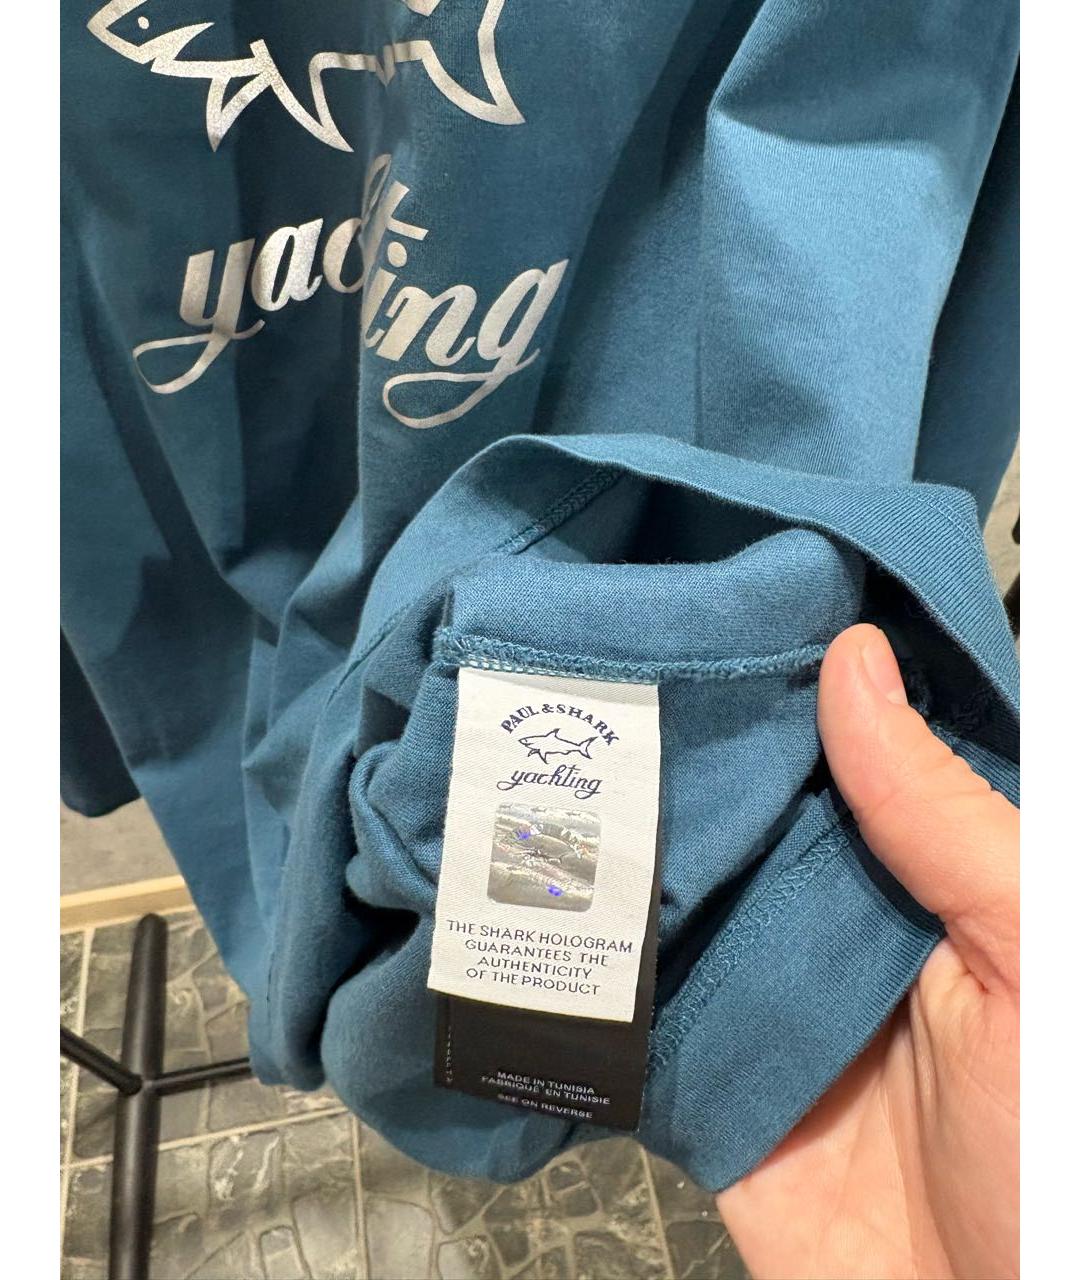 yachting
PAUL & SHARK
yachting
THE SHARK HOLOGRAM
GUARANTEES THE
AUTHENTICITY
OF THE PRODUCT
MADE IN TUNISIA
FABRIQUÉ EN TUNISIE
SEE ON REVERSE